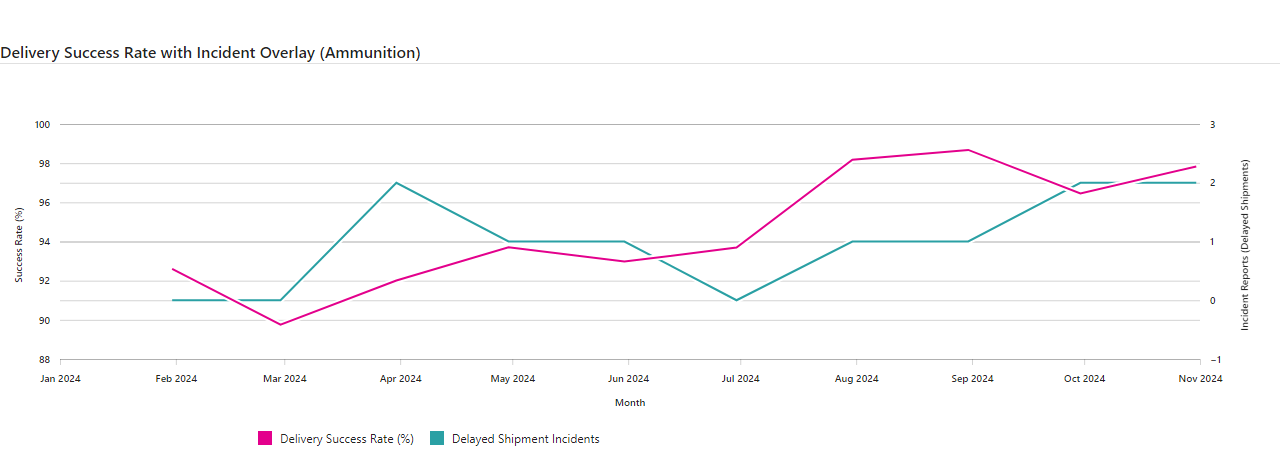 Delivery Success Rate with Incident Overlay (Ammunition)
100
98
96
94
92
90
88
Success Rate (%)
3
2
1
0
−1
Incident Reports (Delayed Shipments)
Jan 2024 Feb 2024 Mar 2024 Apr 2024 May 2024 Jun 2024 Jul 2024 Aug 2024 Sep 2024 Oct 2024 Nov 2024
Month
Delivery Success Rate (%) Delayed Shipment Incidents